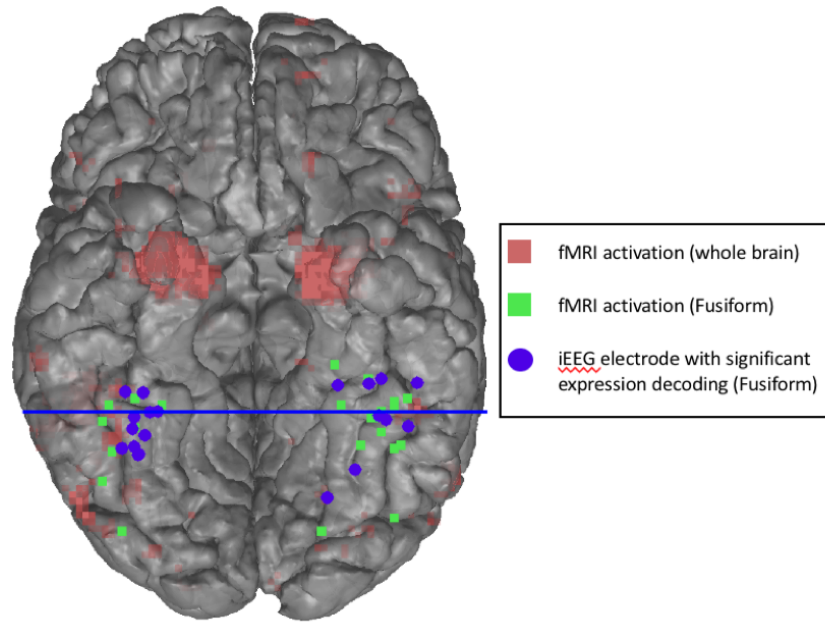 fMRI activation (whole brain)
fMRI activation (Fusiform)
iEEG electrode with significant
expression decoding (Fusiform)